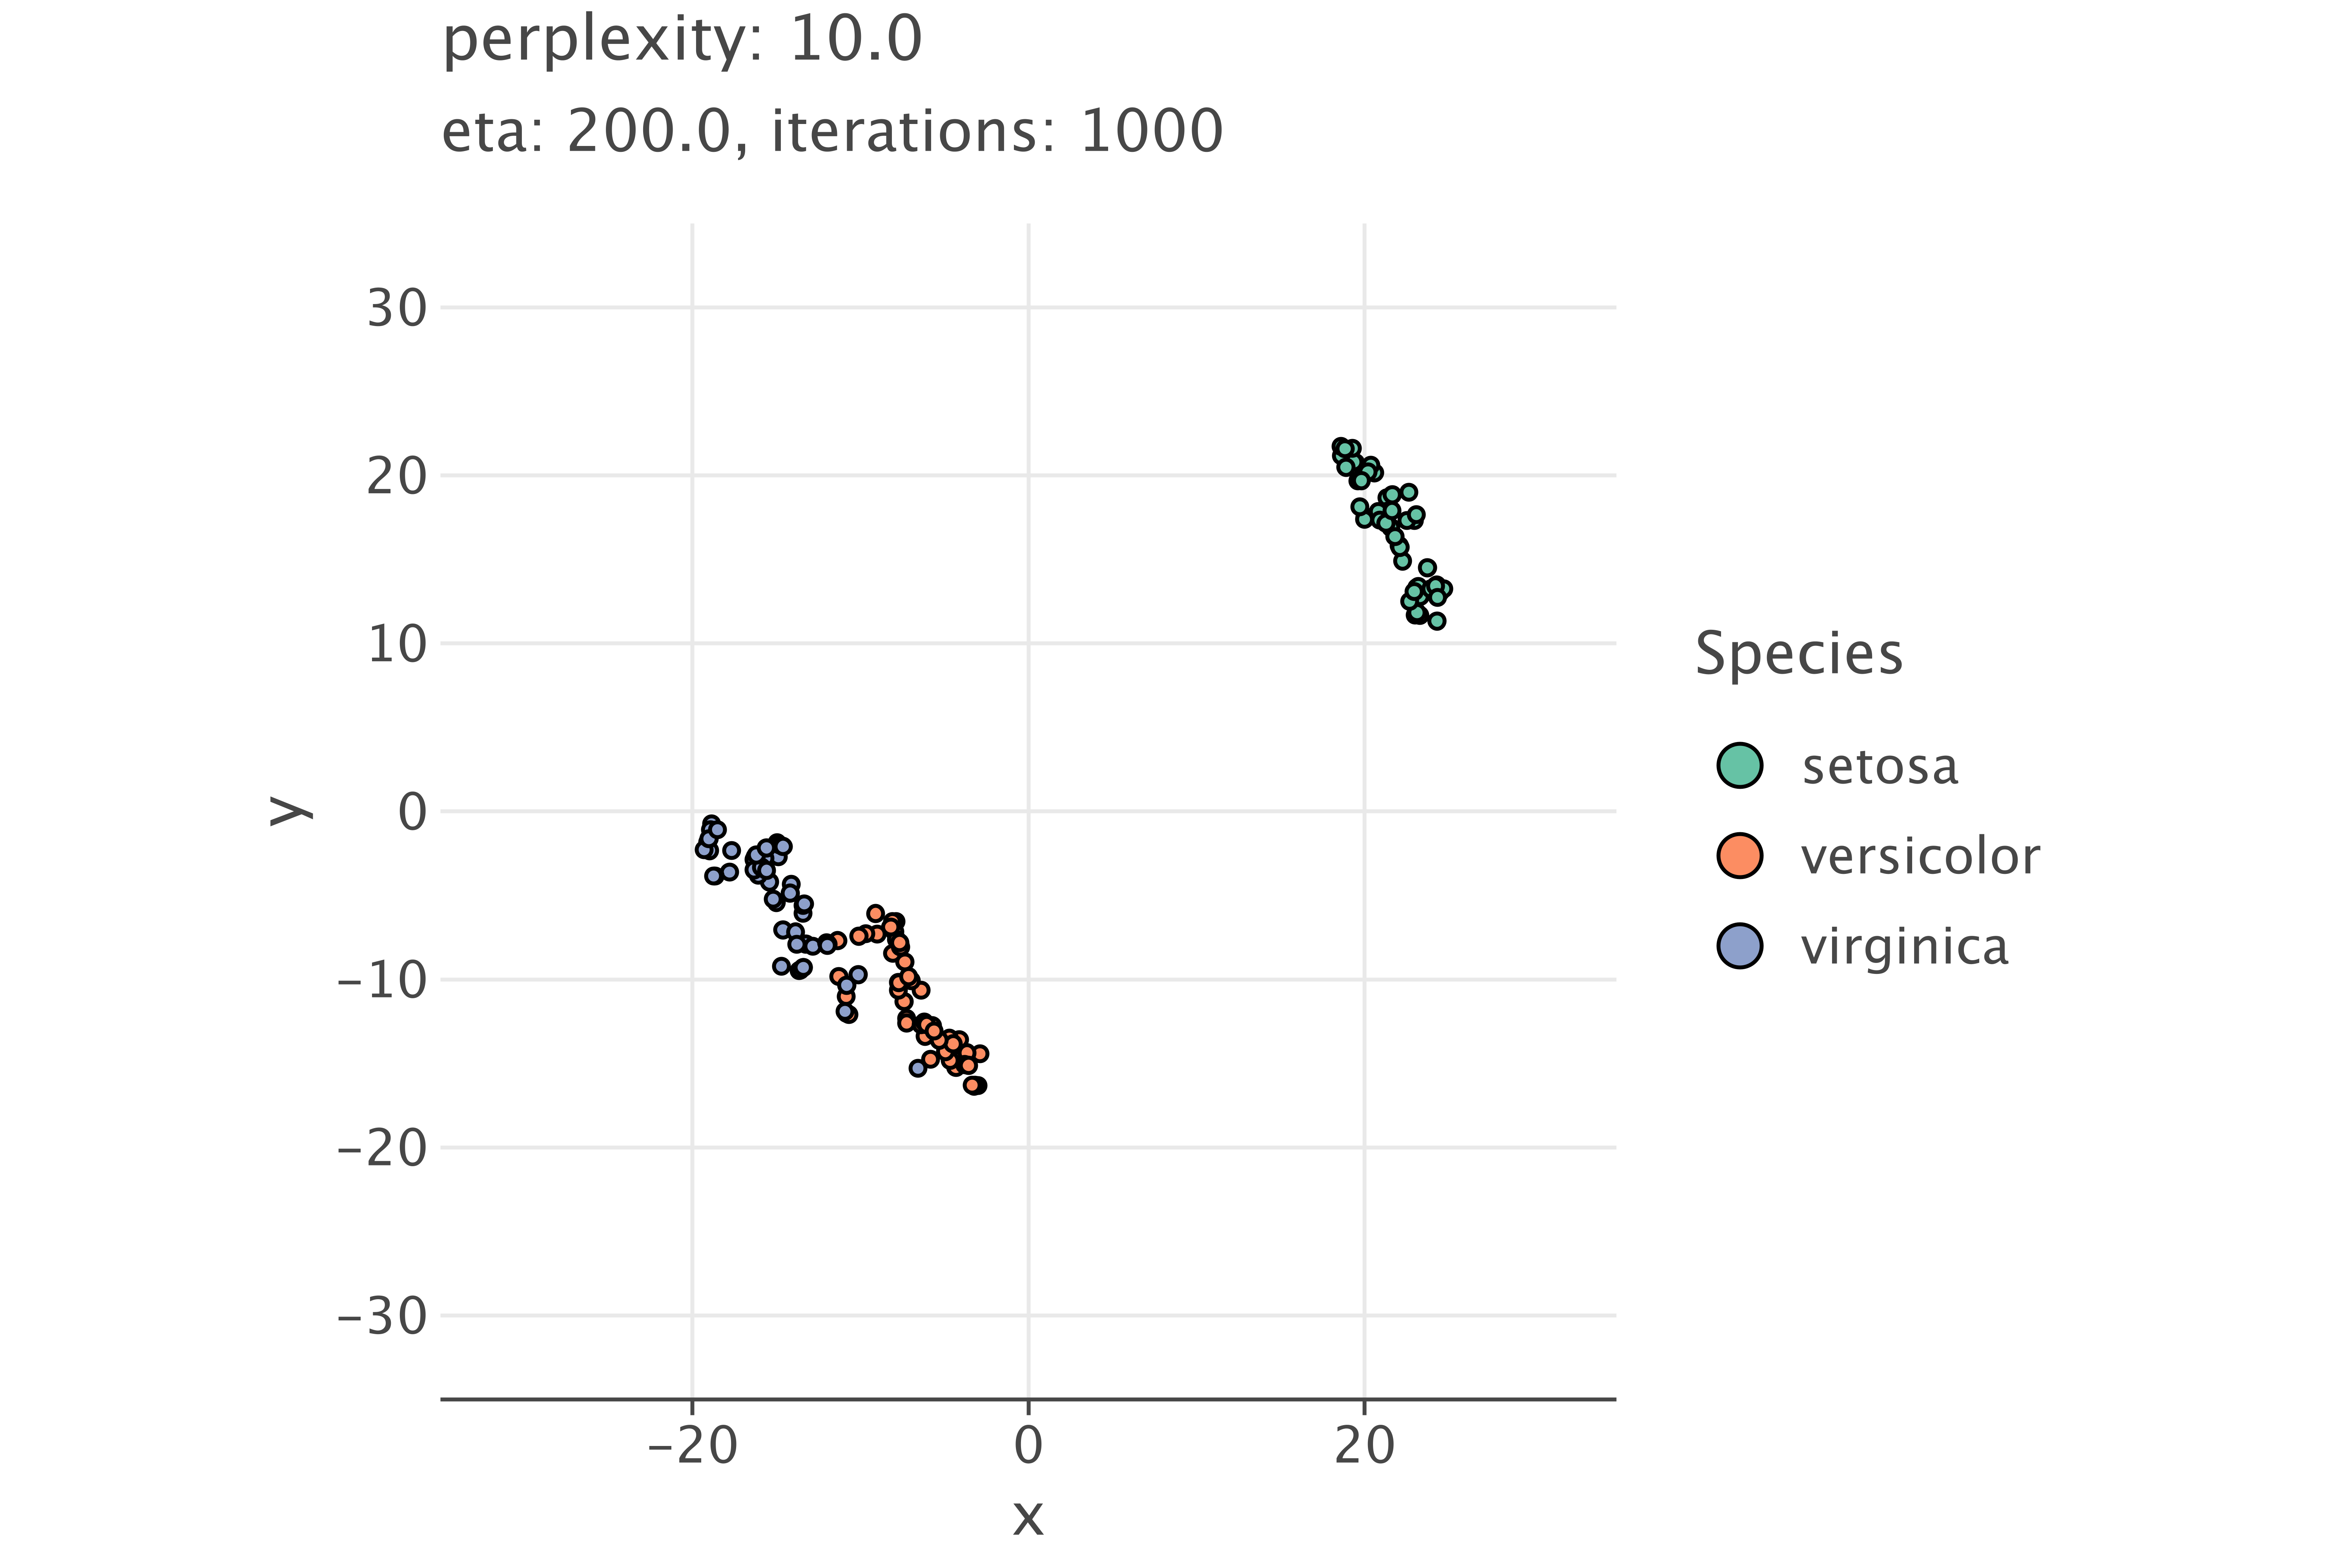 perplexity: 10.0
eta: 200.0, iterations: 1000
30
20
10
0
−10
−20
−30
y
−20 0 20
x
Species
setosa
versicolor
virginica